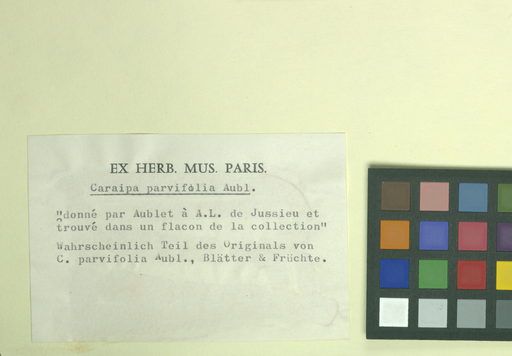 EX HERB. MUS. PARIS.
Caraipa parvifolia Aubl.
"donné par Aublet à A.L. de Jussieu et
trouvé dans un flacon de la collection"
Wahrscheinlich Teil des Originals von
C. parvifolia Aubl., Blätter & Früchte.